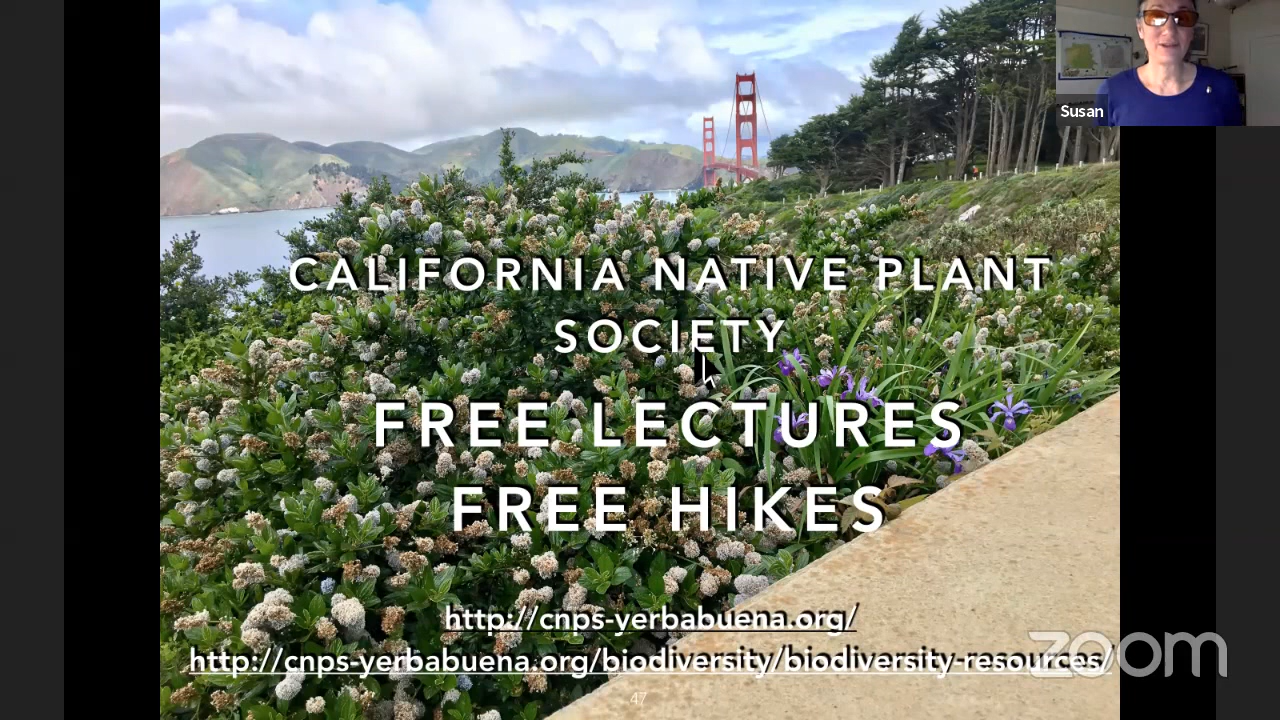 Susan
CALIFORNIA NATIVE PLANT
SOCIETY
FREE LECTURES
FREE HIKES
http://cnps-yerbabuena.org/
http://cnps-yerbabuena.org/biodiversity/biodiversity-resources/
zoom
47